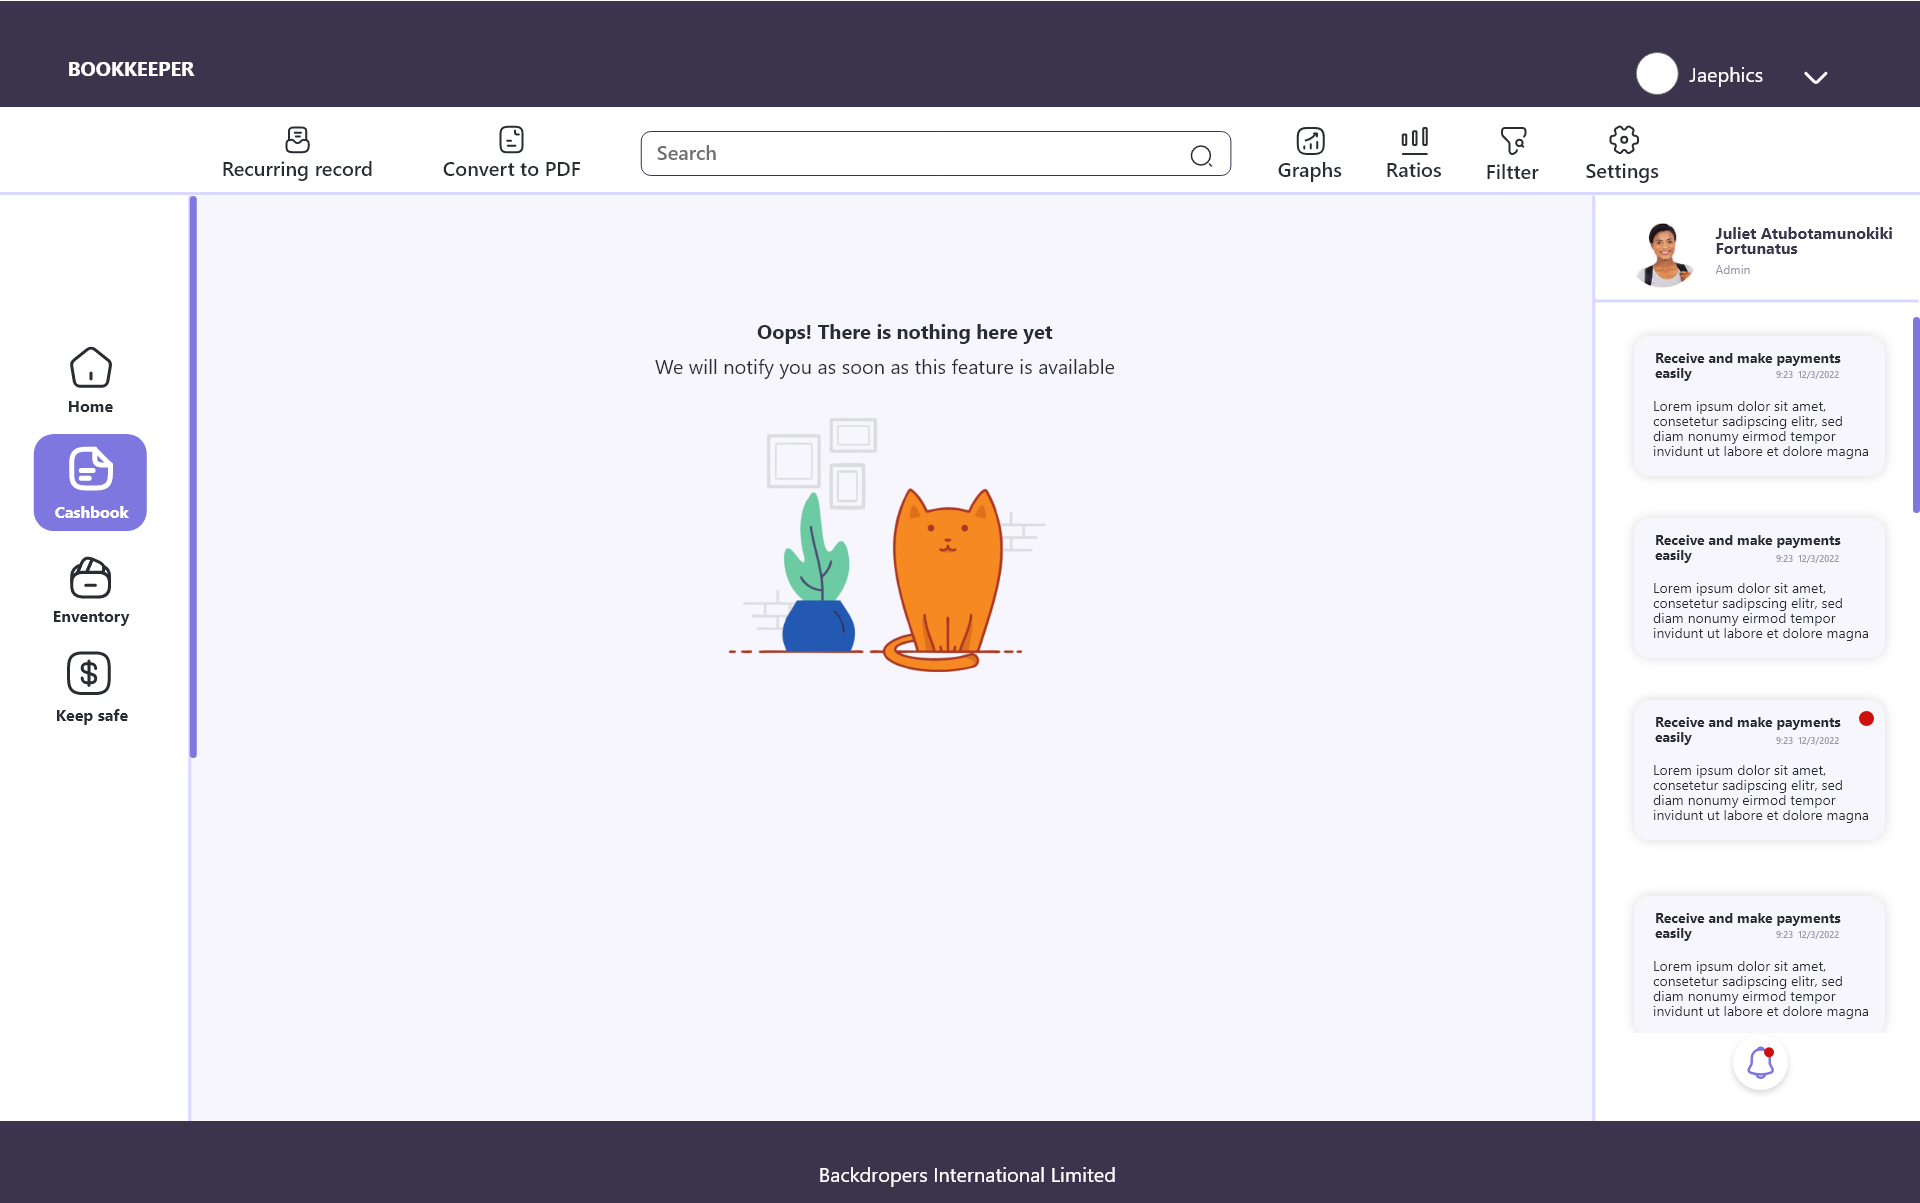 BOOKKEEPER
Jaephics
Recurring record
Convert to PDF
Search
Graphs
Ratios
Filtter
Settings
Home
Cashbook
Enventory
$
Keep safe
Oops! There is nothing here yet
We will notify you as soon as this feature is available
Juliet Atubotamunokiki
Fortunatus
Admin
Receive and make payments
easily
9:23 12/3/2022
Lorem ipsum dolor sit amet,
consetetur sadipscing elitr, sed
diam nonumy eirmod tempor
invidunt ut labore et dolore magna
Receive and make payments
easily
9:23 12/3/2022
Lorem ipsum dolor sit amet,
consetetur sadipscing elitr, sed
diam nonumy eirmod tempor
invidunt ut labore et dolore magna
Receive and make payments
easily
9:23 12/3/2022
Lorem ipsum dolor sit amet,
consetetur sadipscing elitr, sed
diam nonumy eirmod tempor
invidunt ut labore et dolore magna
Receive and make payments
easily
9:23 12/3/2022
Lorem ipsum dolor sit amet,
consetetur sadipscing elitr, sed
diam nonumy eirmod tempor
invidunt ut labore et dolore magna
Backdropers International Limited